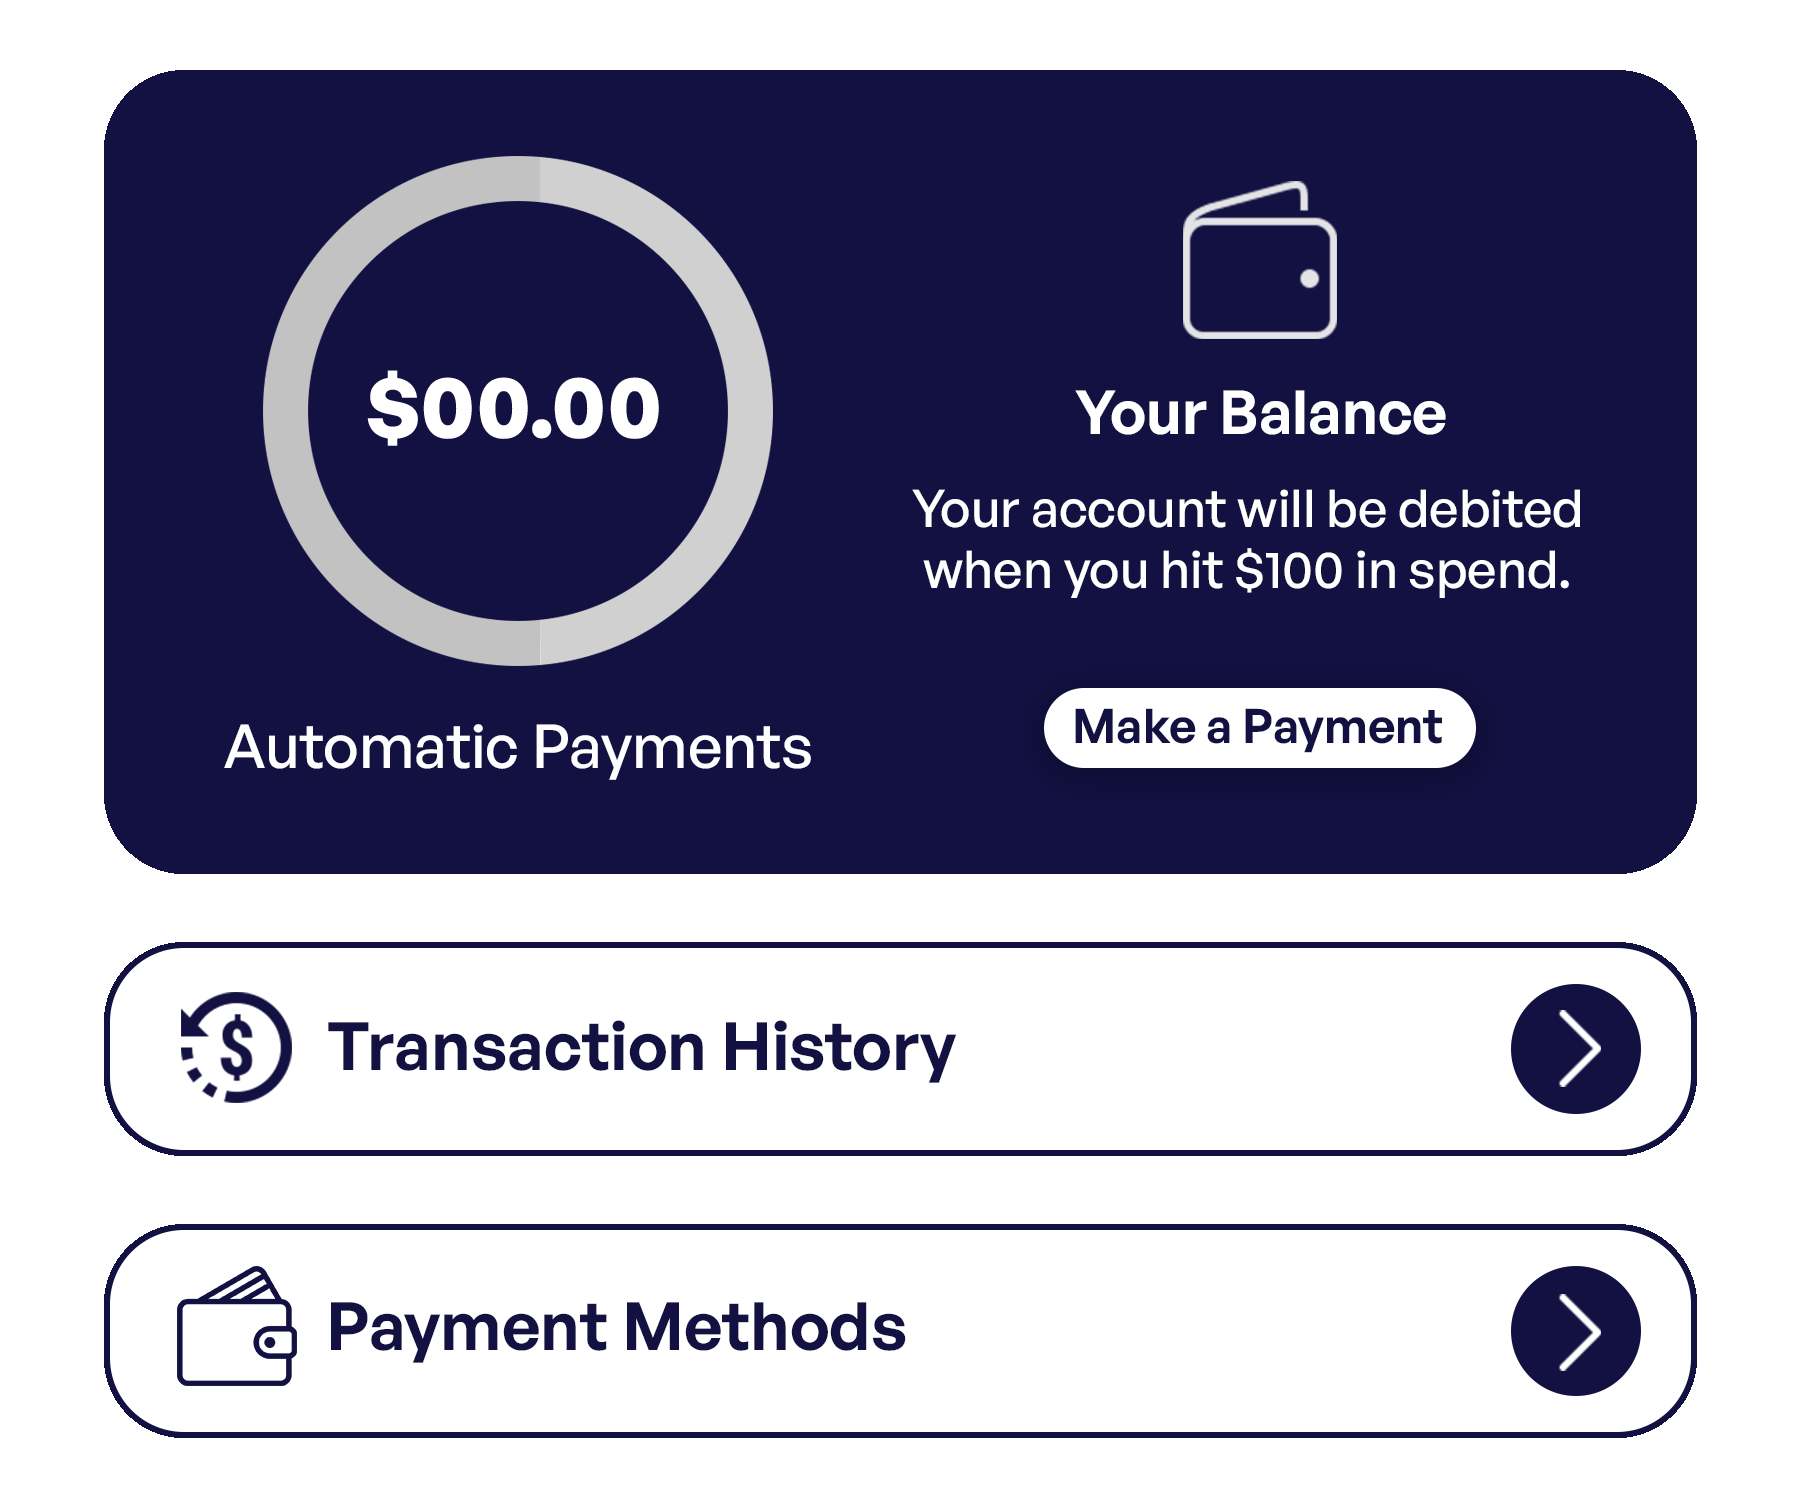 $00.00
Automatic Payments
Your Balance
Your account will be debited
when you hit $100 in spend.
Make a Payment
$
Transaction History
Payment Methods